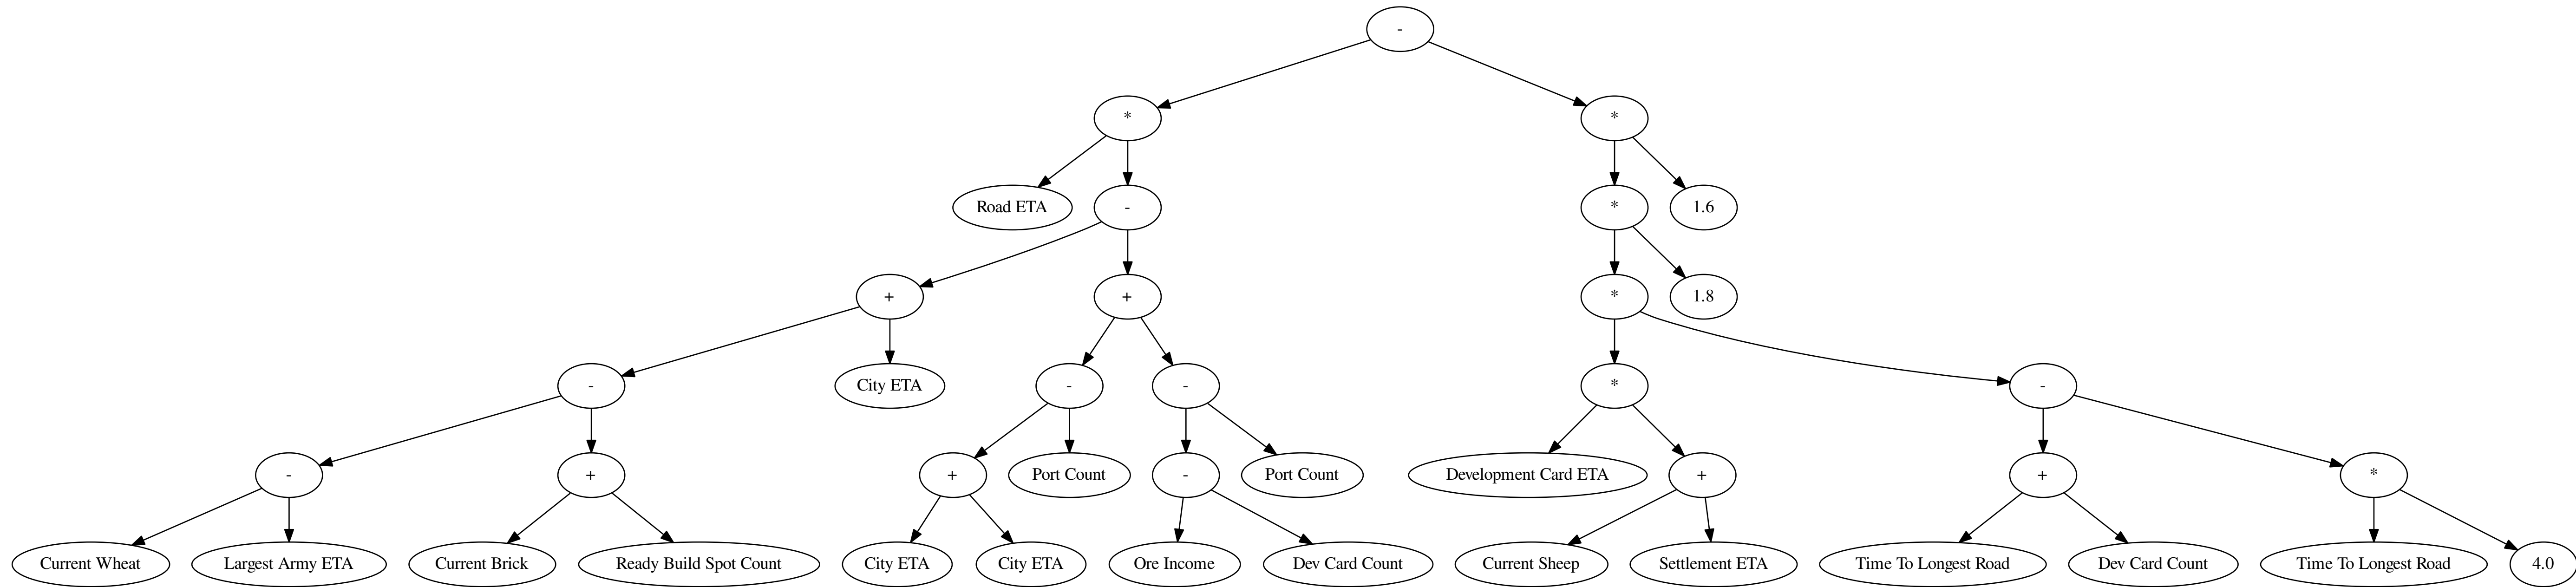 -
* *
Road ETA - * 1.6
+ + * 1.8
- City ETA - - * -
- + + Port Count - Port Count Development Card ETA + + *
Current Wheat Largest Army ETA Current Brick Ready Build Spot Count City ETA City ETA Ore Income Dev Card Count Current Sheep Settlement ETA Time To Longest Road Dev Card Count Time To Longest Road 4.0